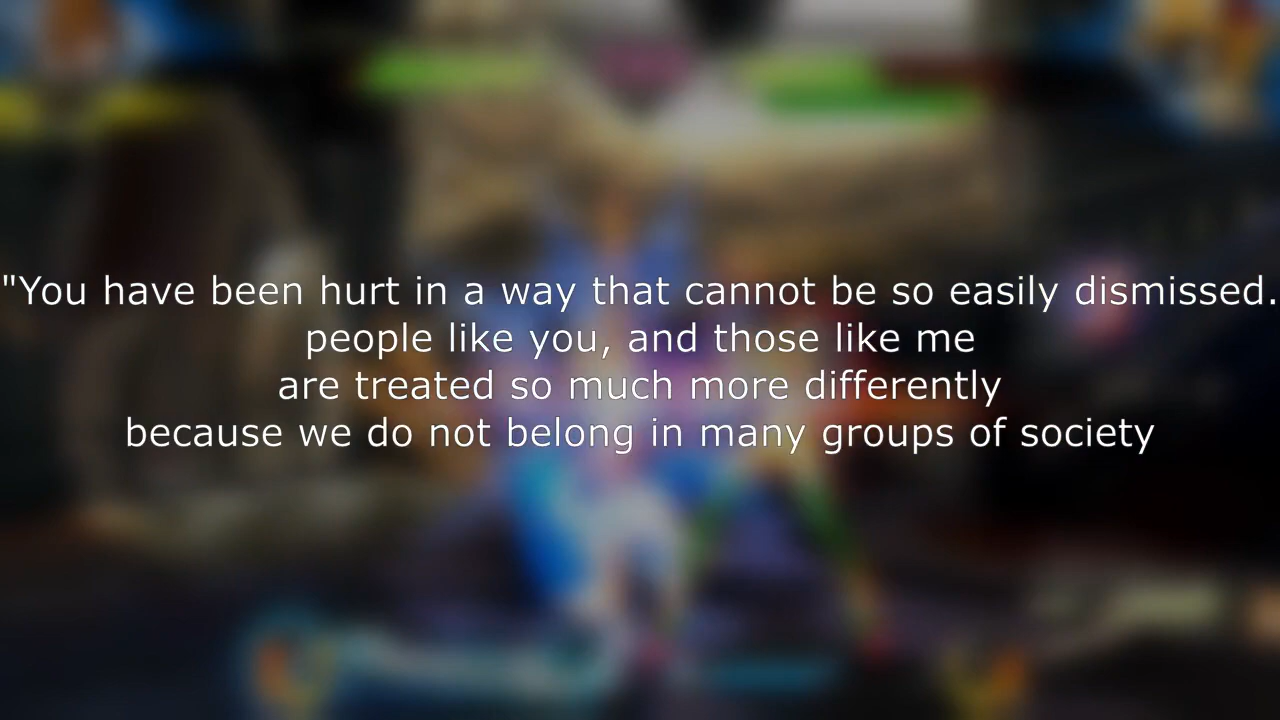 "You have been hurt in a way that cannot be so easily dismissed.
people like you, and those like me
are treated so much more differently
because we do not belong in many groups of society